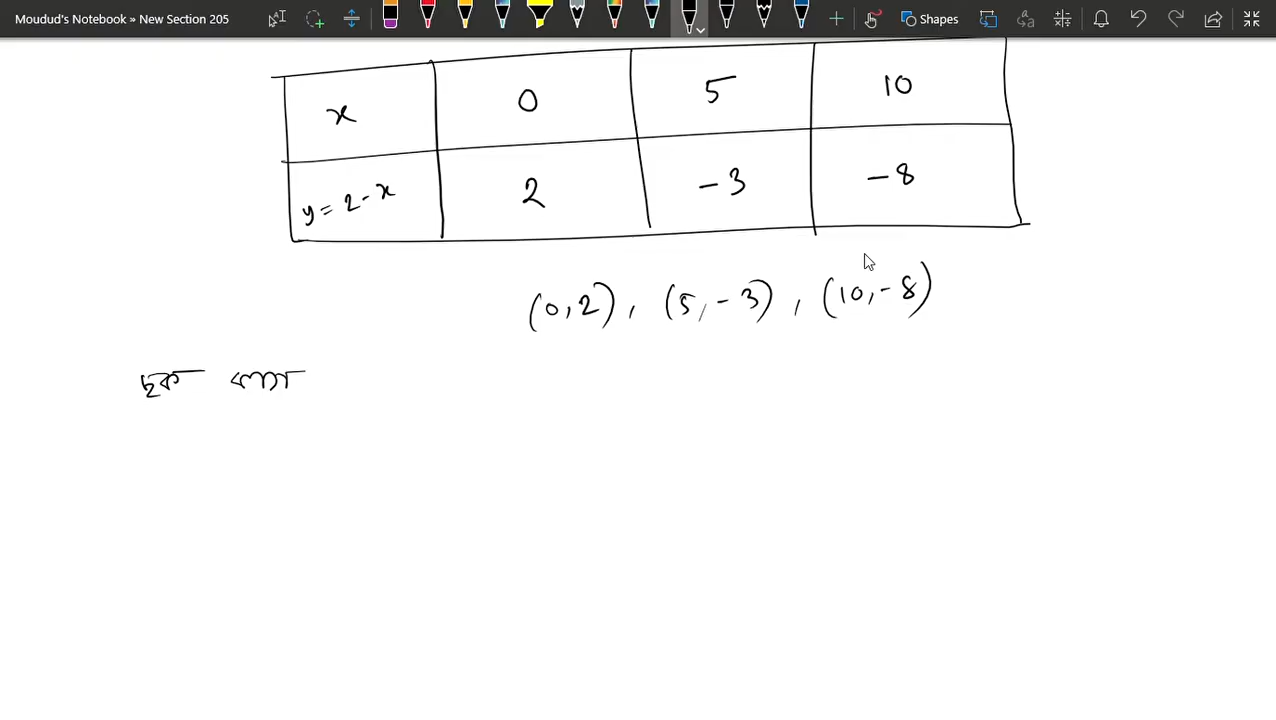 Moudud's Notebook » New Section 205
Shapes
x 0 5 10
y = 2 - x 2 -3 -8
(0, 2), (5, -3), (10, -8)
ছক